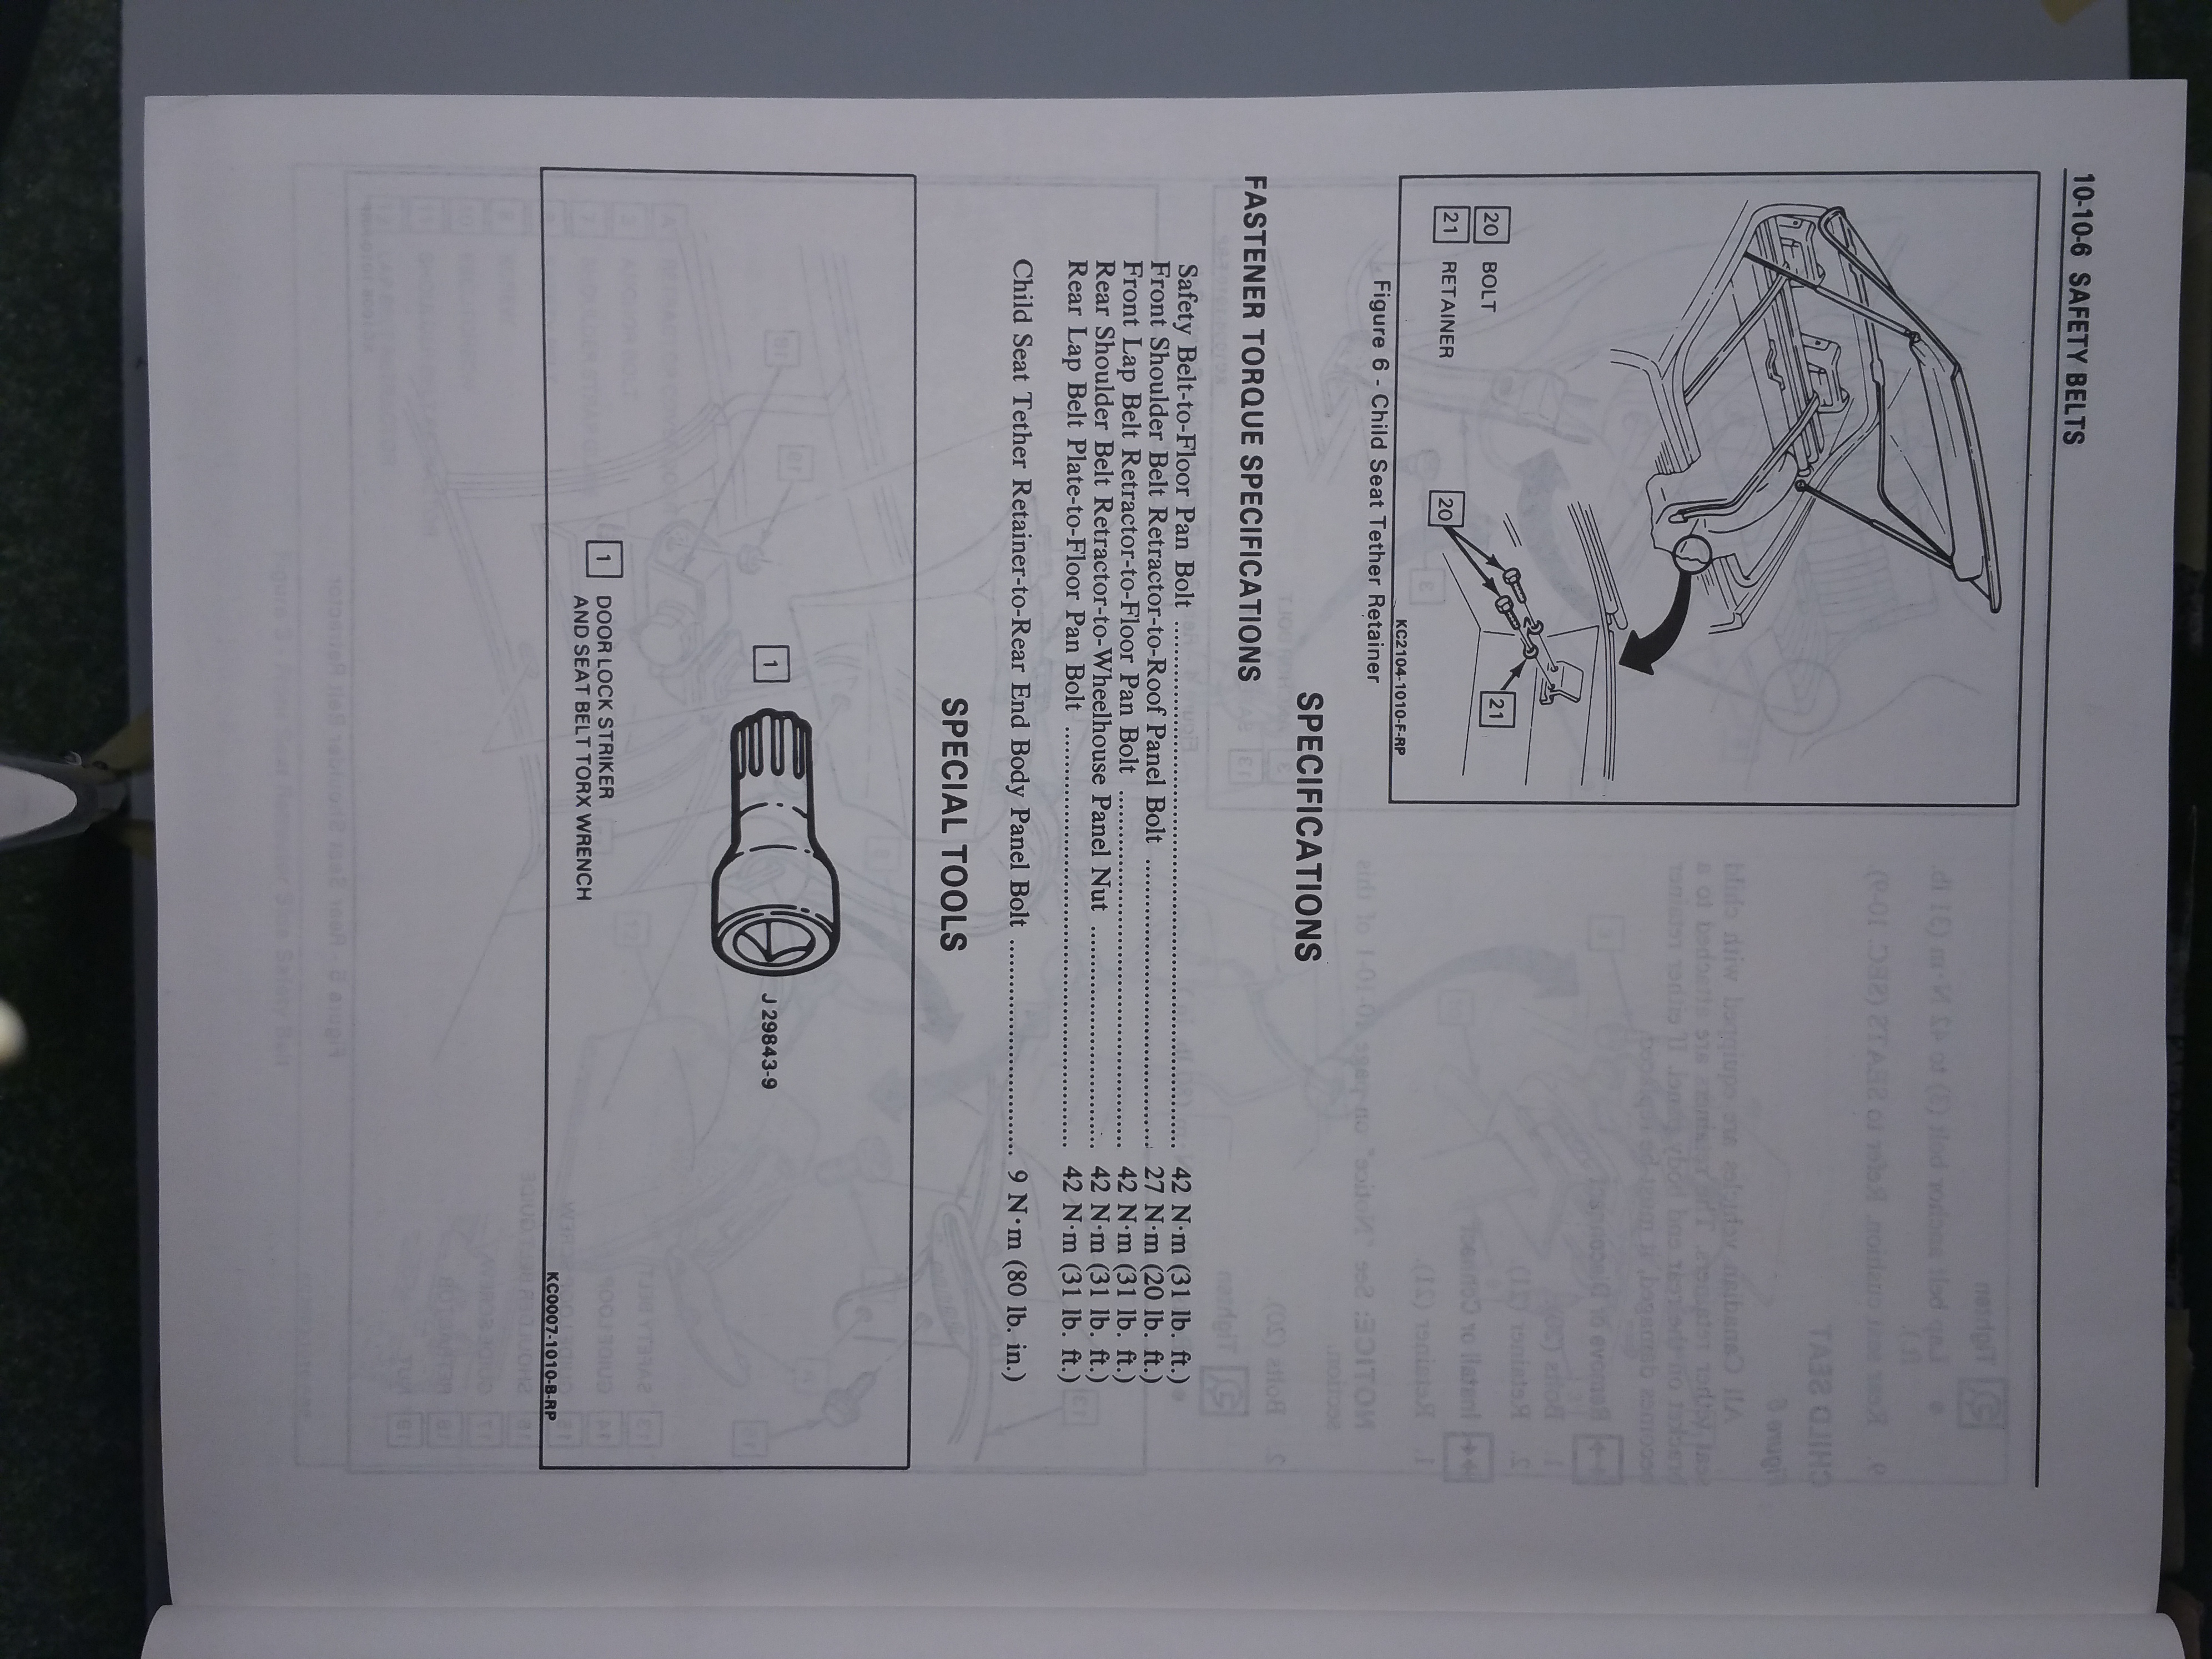 10-10-6 SAFETY BELTS
20 BOLT
21 RETAINER
20
21
KC2104-1010-F-RP
Figure 6 - Child Seat Tether Retainer
SPECIFICATIONS
FASTENER TORQUE SPECIFICATIONS
Safety Belt-to-Floor Pan Bolt ........................ 42 N·m (31 lb. ft.)
Front Shoulder Belt Retractor-to-Roof Panel Bolt ........................ 27 N·m (20 lb. ft.)
Front Lap Belt Retractor-to-Floor Pan Bolt ........................ 42 N·m (31 lb. ft.)
Rear Shoulder Belt Retractor-to-Wheelhouse Panel Nut ........................ 42 N·m (31 lb. ft.)
Rear Lap Belt Plate-to-Floor Pan Bolt ........................ 42 N·m (31 lb. ft.)
Child Seat Tether Retainer-to-Rear End Body Panel Bolt ........................ 9 N·m (80 lb. in.)
SPECIAL TOOLS
1
J 29843-9
1 DOOR LOCK STRIKER
AND SEAT BELT TORX WRENCH
KC0007-1010-B-RP